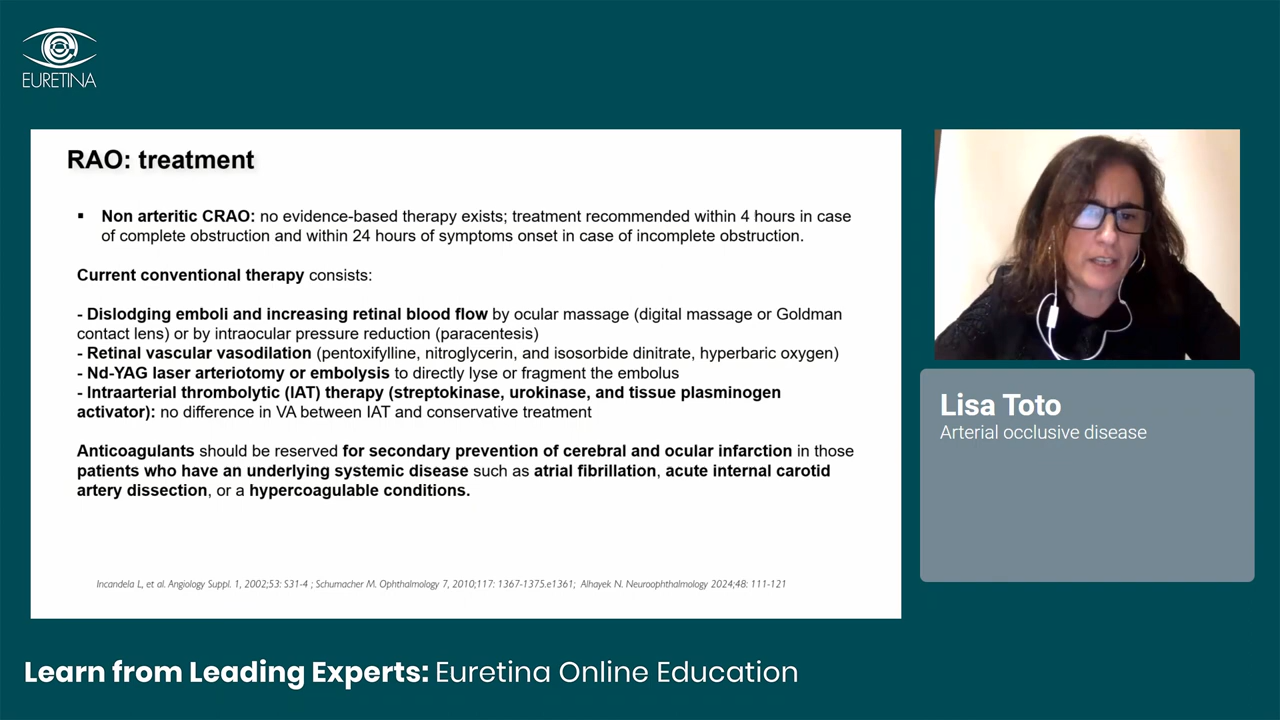 EURETINA
RAO: treatment
▪ Non arteritic CRAO: no evidence-based therapy exists; treatment recommended within 4 hours in case
of complete obstruction and within 24 hours of symptoms onset in case of incomplete obstruction.
Current conventional therapy consists:
- Dislodging emboli and increasing retinal blood flow by ocular massage (digital massage or Goldman
contact lens) or by intraocular pressure reduction (paracentesis)
- Retinal vascular vasodilation (pentoxifylline, nitroglycerin, and isosorbide dinitrate, hyperbaric oxygen)
- Nd-YAG laser arteriotomy or embolysis to directly lyse or fragment the embolus
- Intraarterial thrombolytic (IAT) therapy (streptokinase, urokinase, and tissue plasminogen
activator): no difference in VA between IAT and conservative treatment
Anticoagulants should be reserved for secondary prevention of cerebral and ocular infarction in those
patients who have an underlying systemic disease such as atrial fibrillation, acute internal carotid
artery dissection, or a hypercoagulable conditions.
Incandela L, et al. Angiology Suppl. 1, 2002;53: S31-4 ; Schumacher M. Ophthalmology 7, 2010;117: 1367-1375.e1361; Alhayek N. Neuroophthalmology 2024;48: 111-121
Lisa Toto
Arterial occlusive disease
Learn from Leading Experts: Euretina Online Education